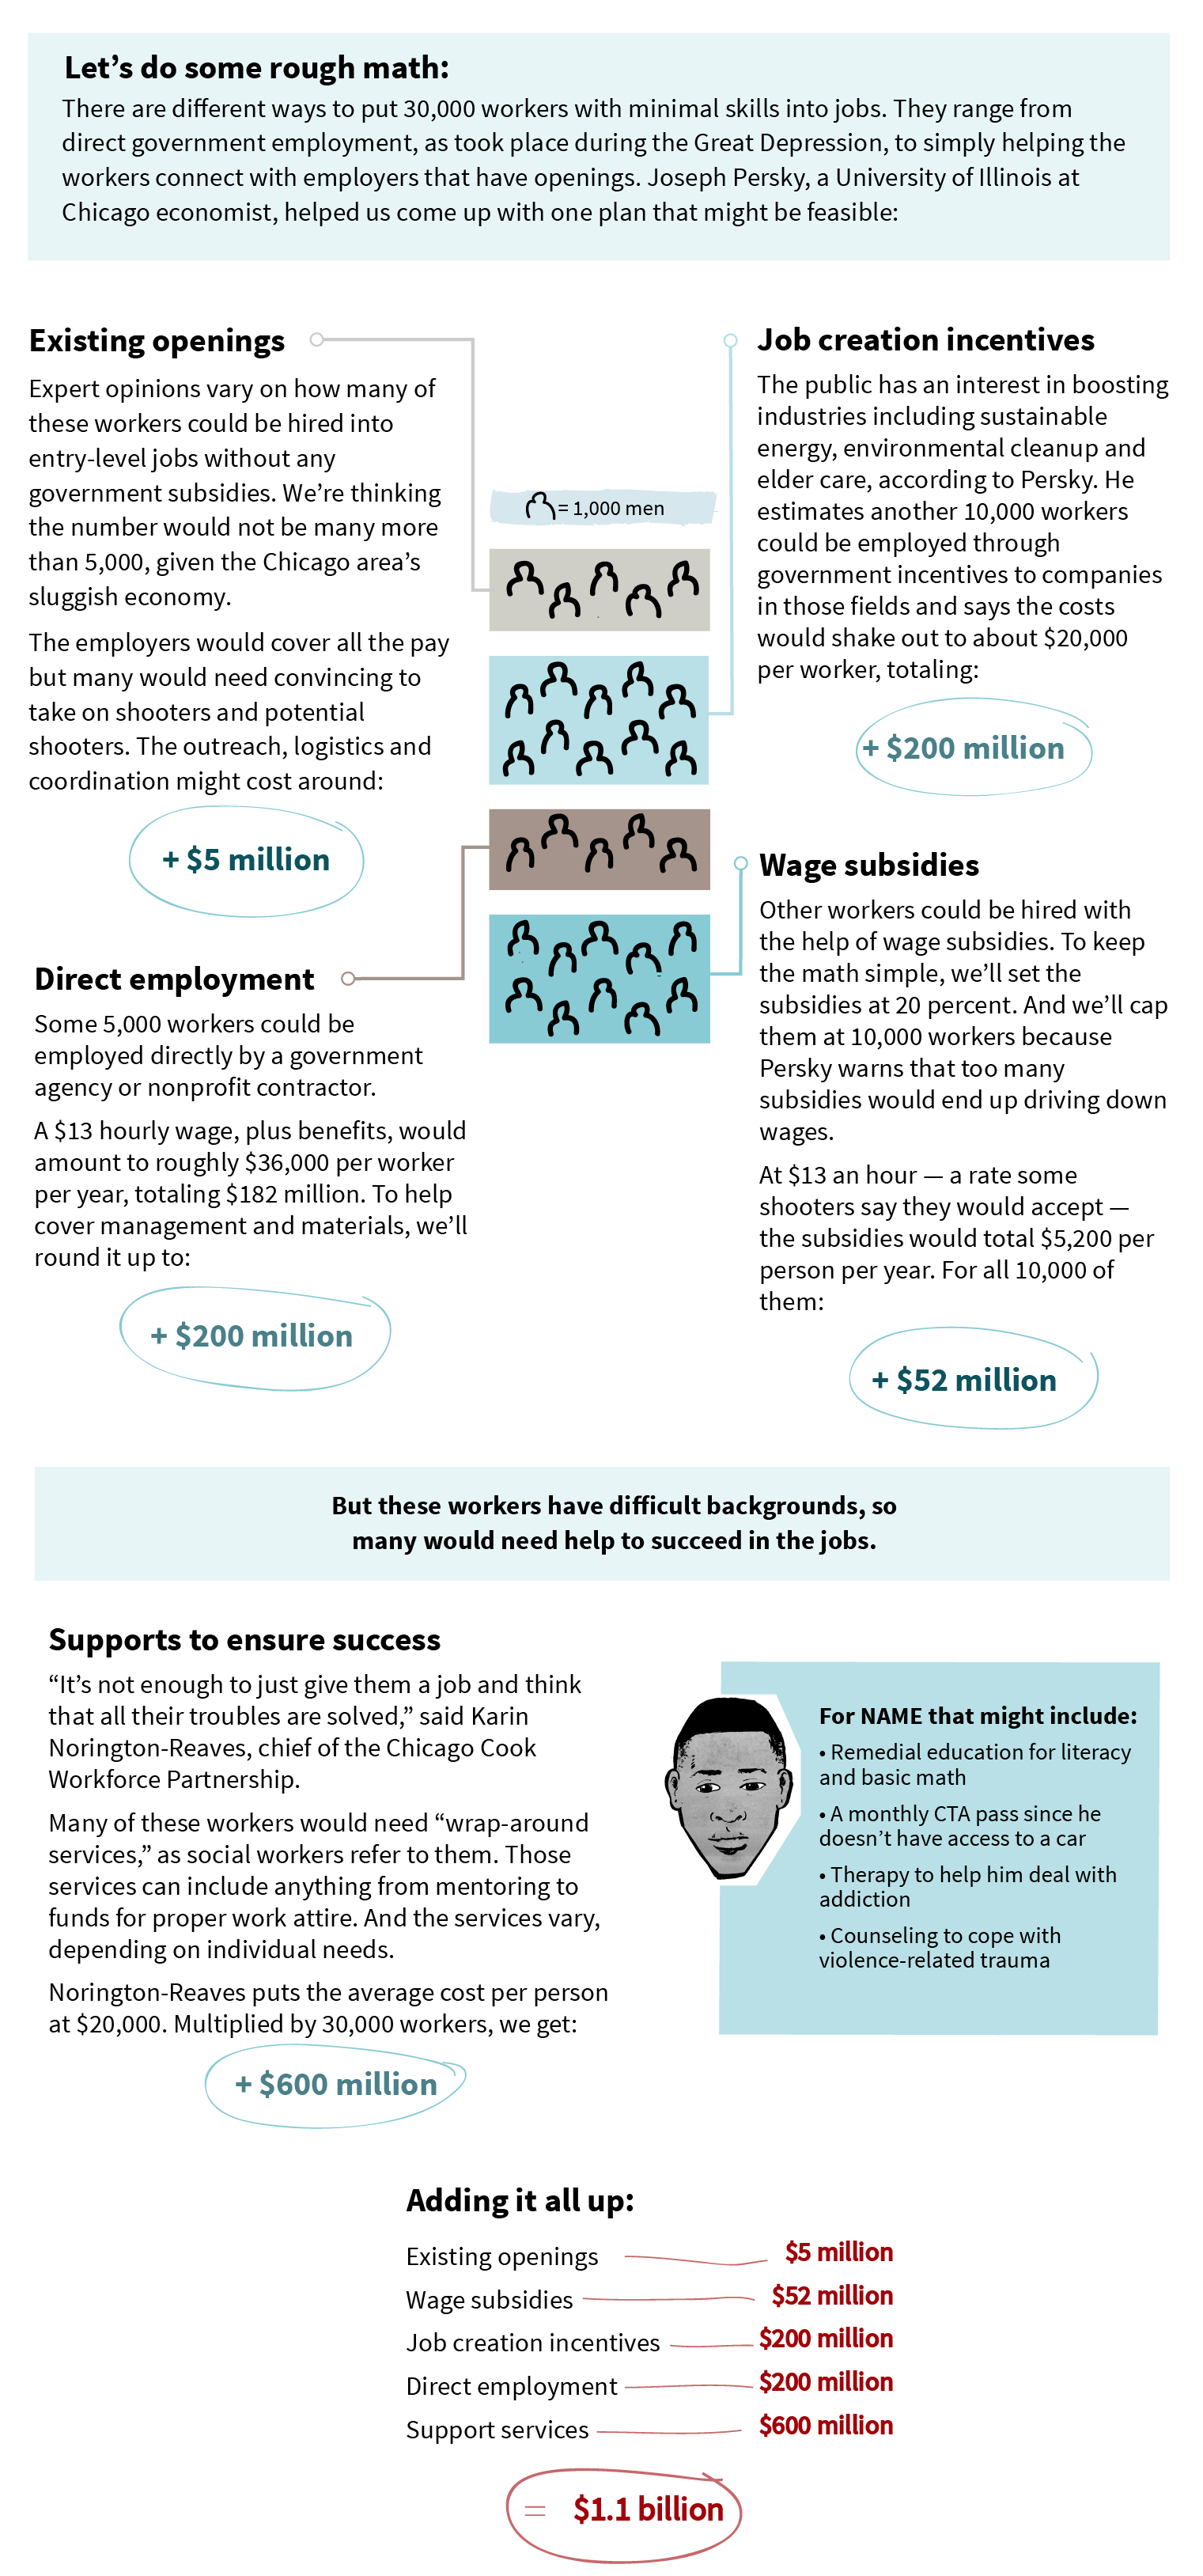 Let’s do some rough math:
There are different ways to put 30,000 workers with minimal skills into jobs. They range from
direct government employment, as took place during the Great Depression, to simply helping the
workers connect with employers that have openings. Joseph Persky, a University of Illinois at
Chicago economist, helped us come up with one plan that might be feasible:
Existing openings
Expert opinions vary on how many of
these workers could be hired into
entry-level jobs without any
government subsidies. We’re thinking
the number would not be many more
than 5,000, given the Chicago area’s
sluggish economy.
The employers would cover all the pay
but many would need convincing to
take on shooters and potential
shooters. The outreach, logistics and
coordination might cost around:
+ $5 million
= 1,000 men
Job creation incentives
The public has an interest in boosting
industries including sustainable
energy, environmental cleanup and
elder care, according to Persky. He
estimates another 10,000 workers
could be employed through
government incentives to companies
in those fields and says the costs
would shake out to about $20,000
per worker, totaling:
+ $200 million
Direct employment
Some 5,000 workers could be
employed directly by a government
agency or nonprofit contractor.
A $13 hourly wage, plus benefits, would
amount to roughly $36,000 per worker
per year, totaling $182 million. To help
cover management and materials, we’ll
round it up to:
+ $200 million
Wage subsidies
Other workers could be hired with
the help of wage subsidies. To keep
the math simple, we’ll set the
subsidies at 20 percent. And we’ll cap
them at 10,000 workers because
Persky warns that too many
subsidies would end up driving down
wages.
At $13 an hour — a rate some
shooters say they would accept —
the subsidies would total $5,200 per
person per year. For all 10,000 of
them:
+ $52 million
But these workers have difficult backgrounds, so
many would need help to succeed in the jobs.
Supports to ensure success
“It’s not enough to just give them a job and think
that all their troubles are solved,” said Karin
Norington-Reaves, chief of the Chicago Cook
Workforce Partnership.
Many of these workers would need “wrap-around
services,” as social workers refer to them. Those
services can include anything from mentoring to
funds for proper work attire. And the services vary,
depending on individual needs.
Norington-Reaves puts the average cost per person
at $20,000. Multiplied by 30,000 workers, we get:
+ $600 million
For NAME that might include:
• Remedial education for literacy
and basic math
• A monthly CTA pass since he
doesn’t have access to a car
• Therapy to help him deal with
addiction
• Counseling to cope with
violence-related trauma
Adding it all up:
Existing openings $5 million
Wage subsidies $52 million
Job creation incentives $200 million
Direct employment $200 million
Support services $600 million
= $1.1 billion